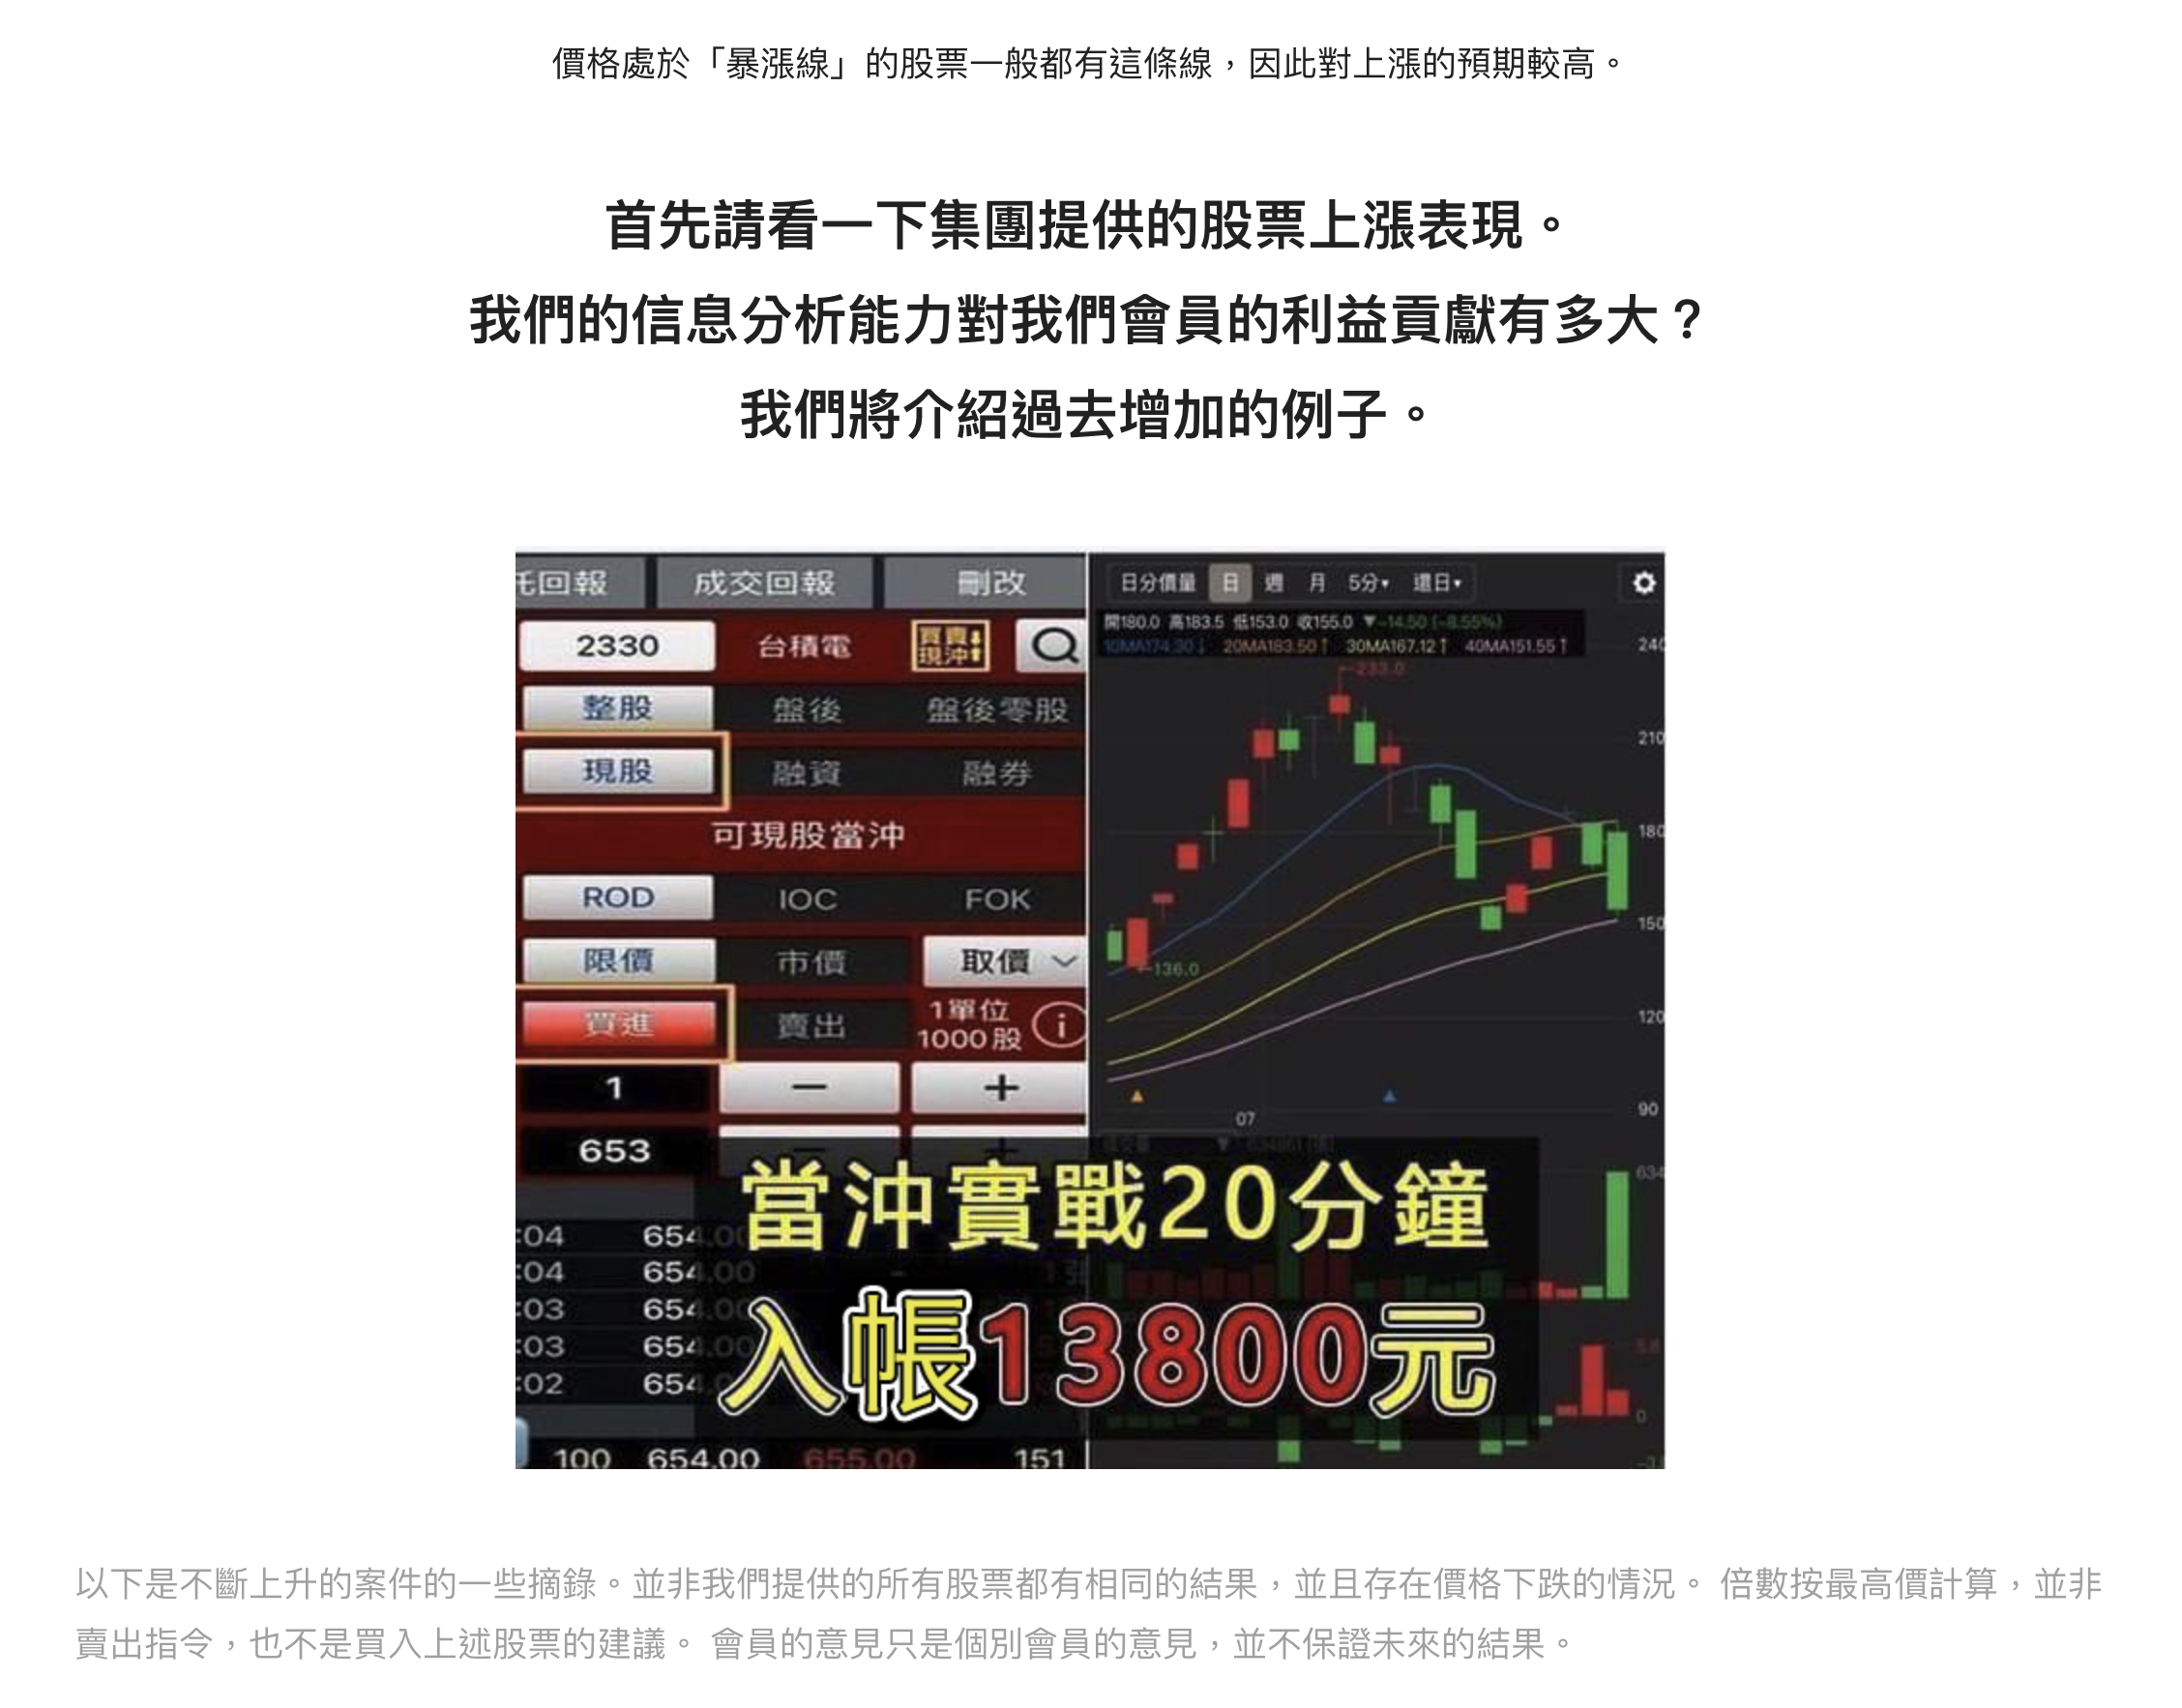 價格處於「暴漲線」的股票一般都有這條線，因此對上漲的預期較高。
首先請看一下集團提供的股票上漲表現。
我們的信息分析能力對我們會員的利益貢獻有多大？
我們將介紹過去增加的例子。
回報 成交回報 刪改
2330 台積電 買賣現沖
整股 盤後 盤後零股
現股 融資 融券
可現股當沖
ROD IOC FOK
限價 市價 取價
買進 賣出 1單位
1000股
1 － ＋
653
:04 654.00
:04 654.00
:03 654.00
:03 654.00
:02 654.0
100 654.00 655.00 151
日分價量 日 週 月 5分▾ 還日▾
開180.0 高183.5 低153.0 收155.0 ▼-14.50 (-8.55%)
10MA174.30↓ 20MA183.50↑ 30MA167.12↑ 40MA151.55↑
240
233.0
210
180
150
136.0
120
90
07
634
5.8
0
當沖實戰20分鐘
入帳13800元
以下是不斷上升的案件的一些摘錄。並非我們提供的所有股票都有相同的結果，並且存在價格下跌的情況。 倍數按最高價計算，並非
賣出指令，也不是買入上述股票的建議。 會員的意見只是個別會員的意見，並不保證未來的結果。